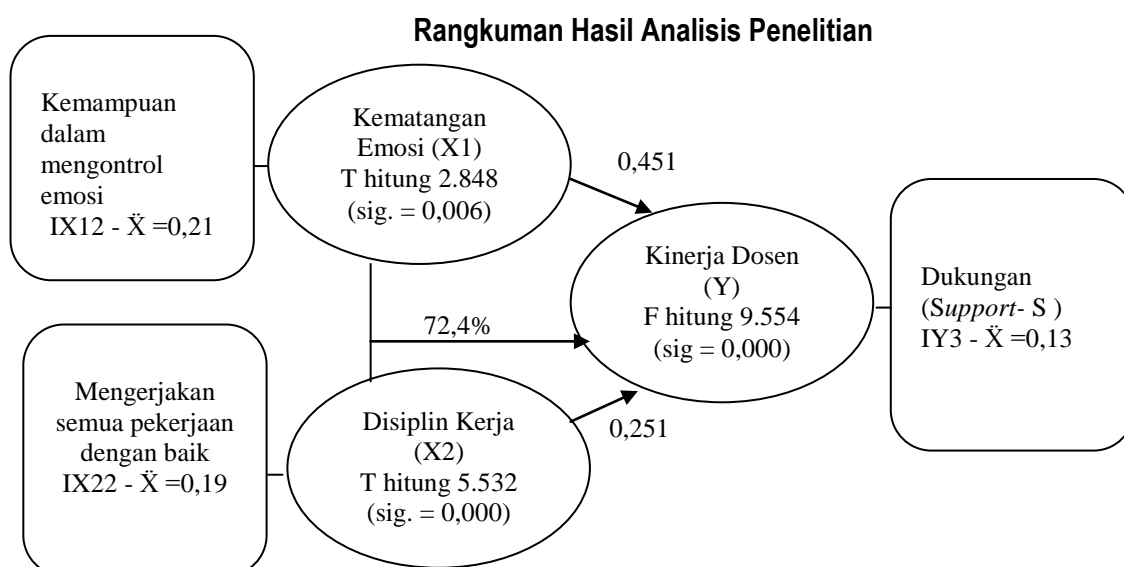 Rangkuman Hasil Analisis Penelitian
Kemampuan
dalam
mengontrol
emosi
IX12 - Ẍ =0,21
Kematangan
Emosi (X1)
T hitung 2.848
(sig. = 0,006)
0,451
Kinerja Dosen
(Y)
F hitung 9.554
(sig = 0,000)
Dukungan
(Support- S )
IY3 - Ẍ =0,13
72,4%
Mengerjakan
semua pekerjaan
dengan baik
IX22 - Ẍ =0,19
Disiplin Kerja
(X2)
T hitung 5.532
(sig. = 0,000)
0,251